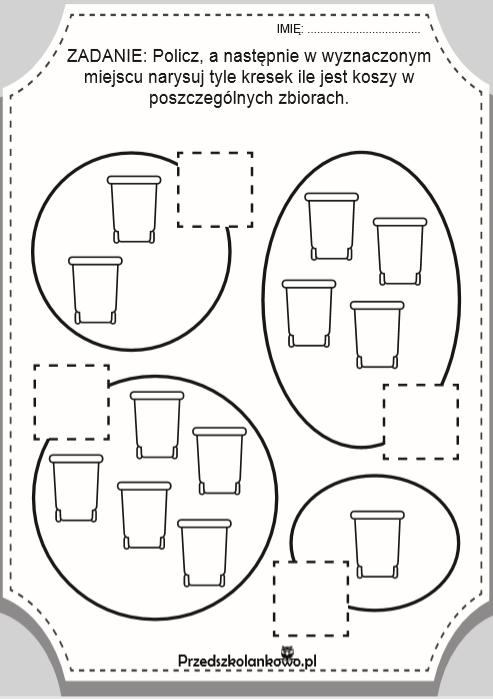 IMIĘ: ....................................
ZADANIE: Policz, a następnie w wyznaczonym
miejscu narysuj tyle kresek ile jest koszy w
poszczególnych zbiorach.
Przedszkolankowo.pl